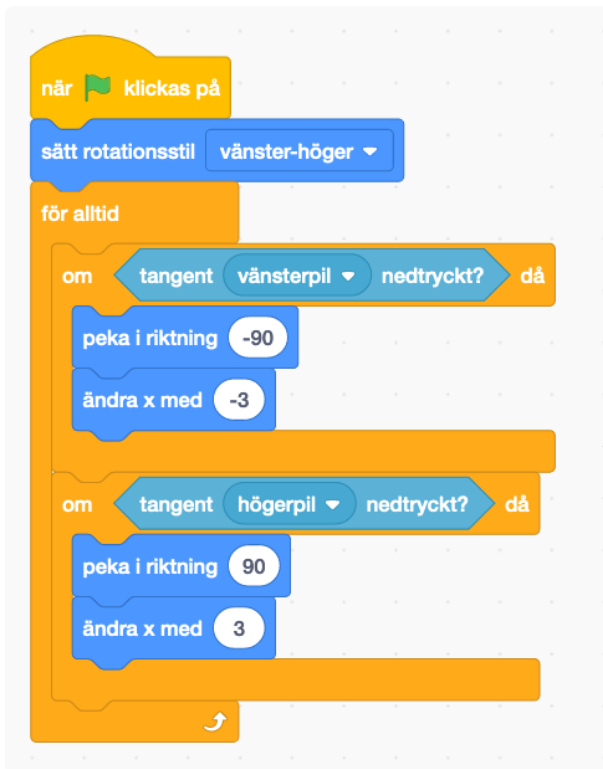 när klickas på
sätt rotationsstil vänster-höger
för alltid
om tangent vänsterpil nedtryckt? då
peka i riktning -90
ändra x med -3
om tangent högerpil nedtryckt? då
peka i riktning 90
ändra x med 3